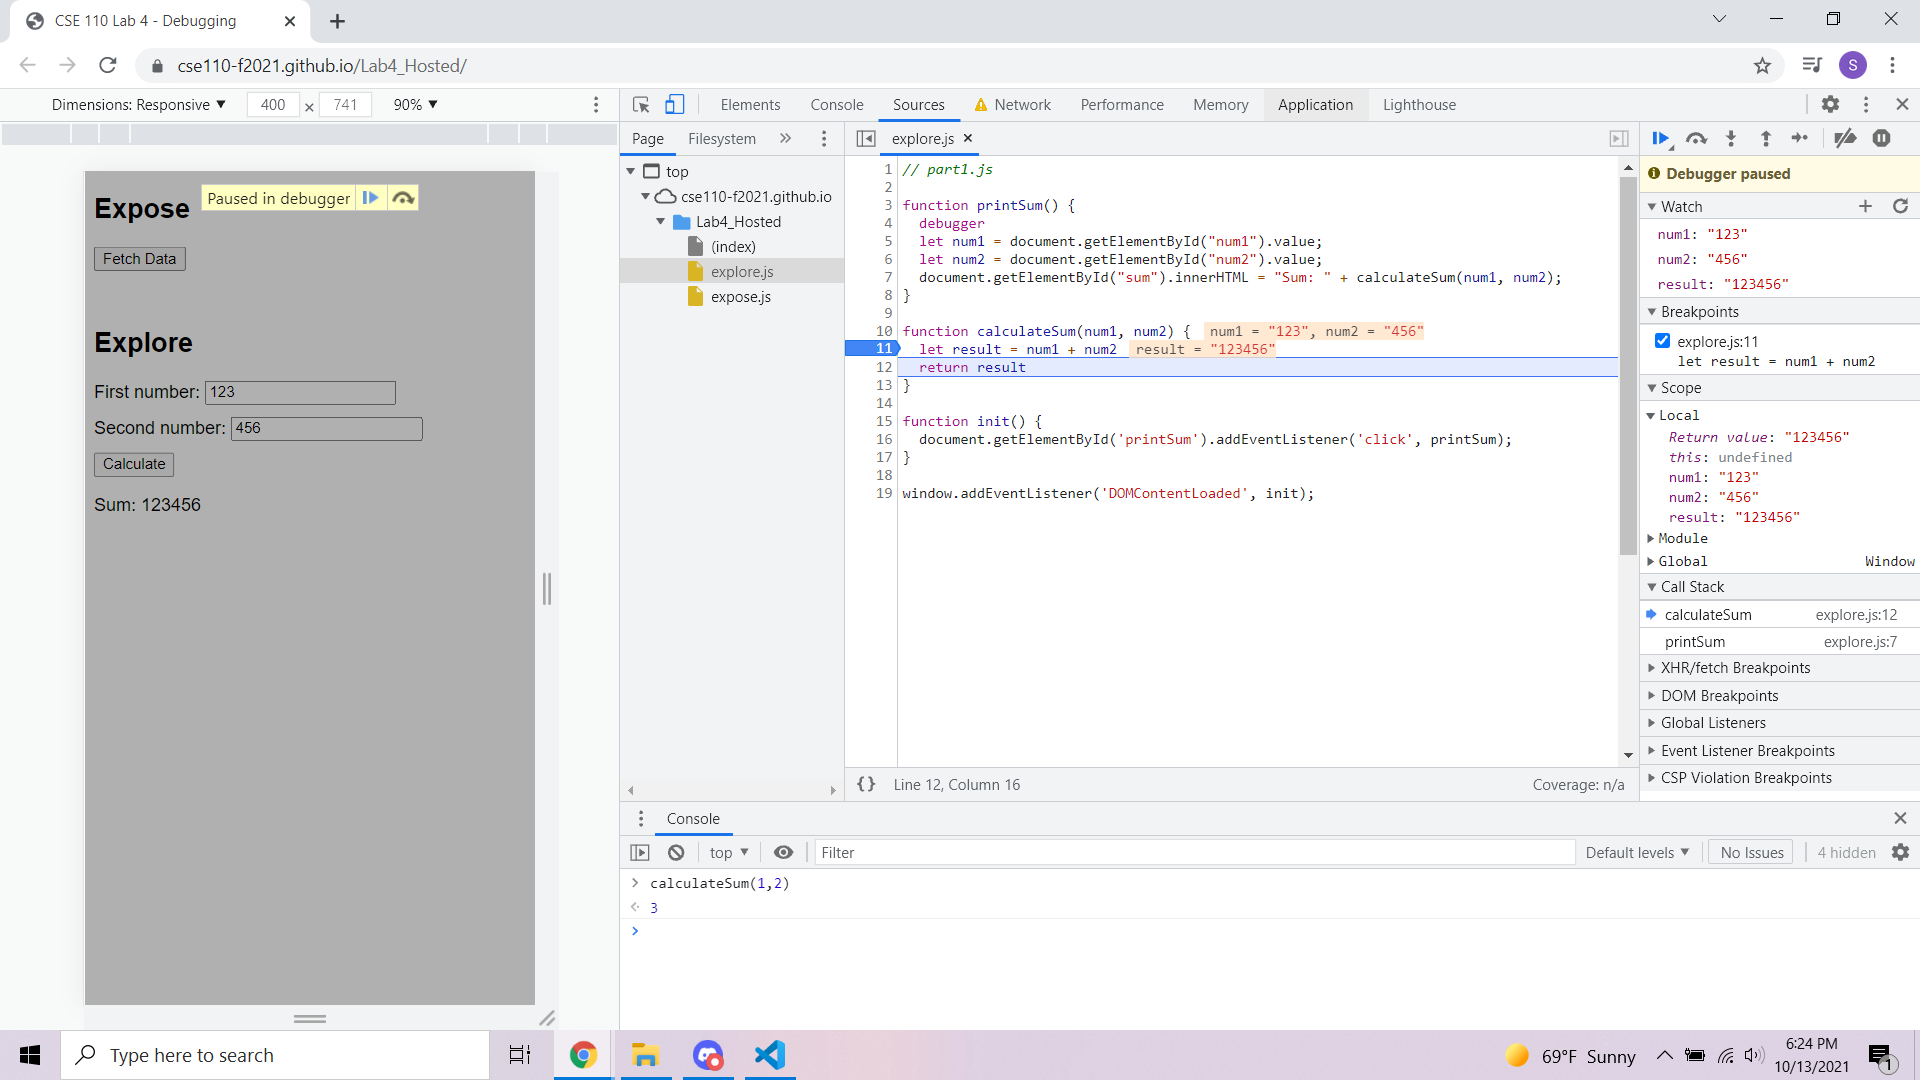 CSE 110 Lab 4 - Debugging
cse110-f2021.github.io/Lab4_Hosted/
S
Dimensions: Responsive 400 × 741 90%
Elements Console Sources Network Performance Memory Application Lighthouse
Page Filesystem
explore.js
Expose
Paused in debugger
Fetch Data
Explore
First number: 123
Second number: 456
Calculate
Sum: 123456
top
cse110-f2021.github.io
Lab4_Hosted
(index)
explore.js
expose.js
1 // part1.js
2
3 function printSum() {
4 debugger
5 let num1 = document.getElementById("num1").value;
6 let num2 = document.getElementById("num2").value;
7 document.getElementById("sum").innerHTML = "Sum: " + calculateSum(num1, num2);
8 }
9
10 function calculateSum(num1, num2) { num1 = "123", num2 = "456"
11 let result = num1 + num2 result = "123456"
12 return result
13 }
14
15 function init() {
16 document.getElementById('printSum').addEventListener('click', printSum);
17 }
18
19 window.addEventListener('DOMContentLoaded', init);
{} Line 12, Column 16 Coverage: n/a
Debugger paused
Watch
num1: "123"
num2: "456"
result: "123456"
Breakpoints
explore.js:11
let result = num1 + num2
Scope
Local
Return value: "123456"
this: undefined
num1: "123"
num2: "456"
result: "123456"
Module
Global Window
Call Stack
calculateSum explore.js:12
printSum explore.js:7
XHR/fetch Breakpoints
DOM Breakpoints
Global Listeners
Event Listener Breakpoints
CSP Violation Breakpoints
Console
top Filter Default levels No Issues 4 hidden
calculateSum(1,2)
3
Type here to search
69°F Sunny
6:24 PM
10/13/2021
1